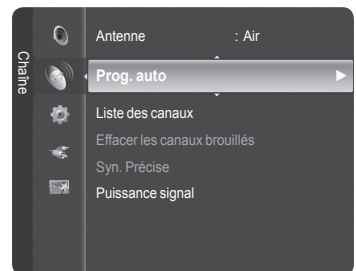 Chaîne
Antenne : Air
Prog. auto
Liste des canaux
Effacer les canaux brouillés
Syn. Précise
Puissance signal